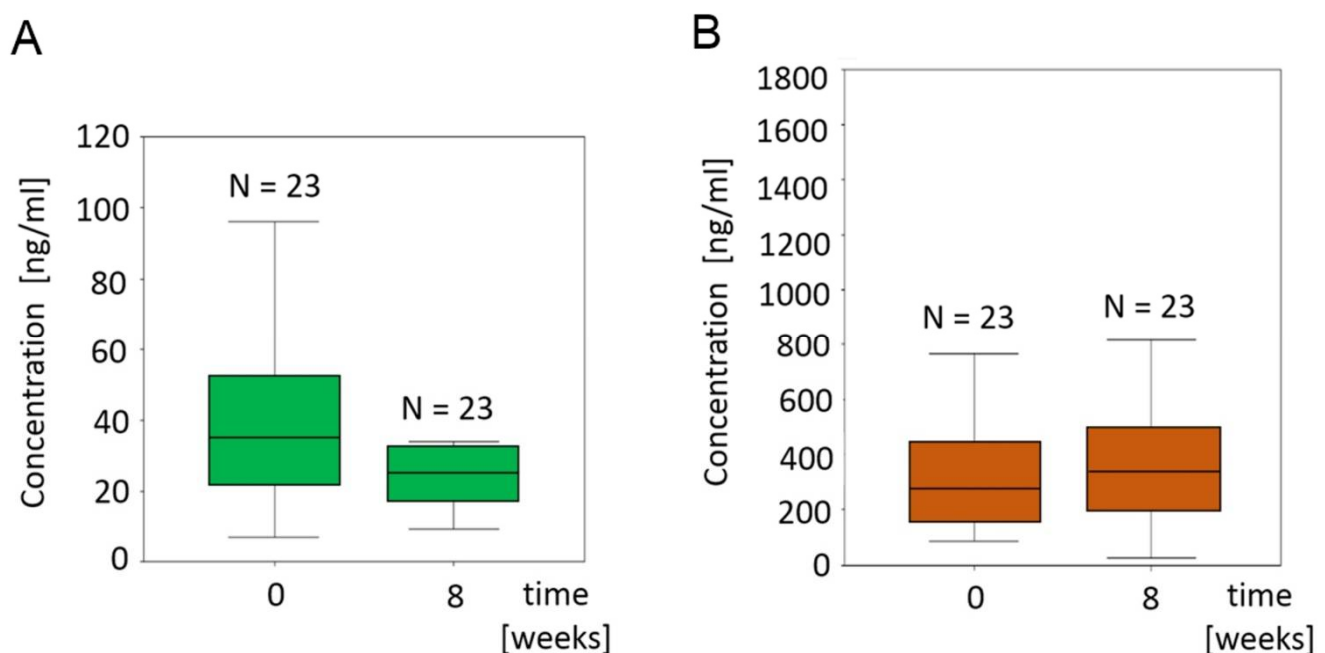 A
Concentration [ng/ml]
120
100
80
60
40
20
0
N = 23
N = 23
0
8
time
[weeks]
B
Concentration [ng/ml]
1800
1600
1400
1200
1000
800
600
400
200
0
N = 23
N = 23
0
8
time
[weeks]